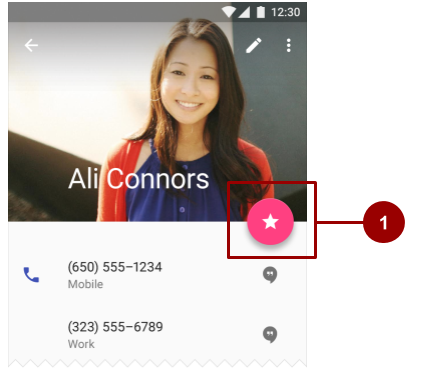 12:30
Ali Connors
1
(650) 555–1234
Mobile
(323) 555–6789
Work